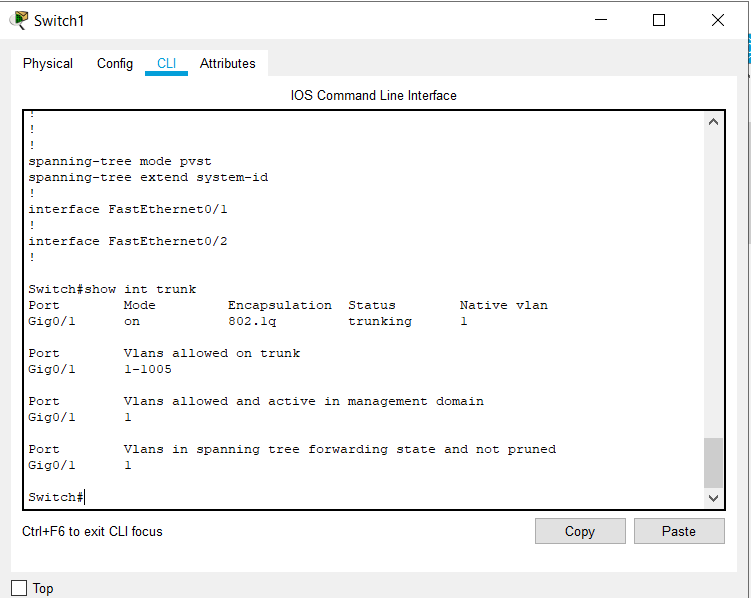 Switch1
Physical Config CLI Attributes
IOS Command Line Interface
!
!
!
spanning-tree mode pvst
spanning-tree extend system-id
!
interface FastEthernet0/1
!
interface FastEthernet0/2
!
Switch#show int trunk
Port Mode Encapsulation Status Native vlan
Gig0/1 on 802.1q trunking 1
Port Vlans allowed on trunk
Gig0/1 1-1005
Port Vlans allowed and active in management domain
Gig0/1 1
Port Vlans in spanning tree forwarding state and not pruned
Gig0/1 1
Switch#
Ctrl+F6 to exit CLI focus
Copy Paste
Top